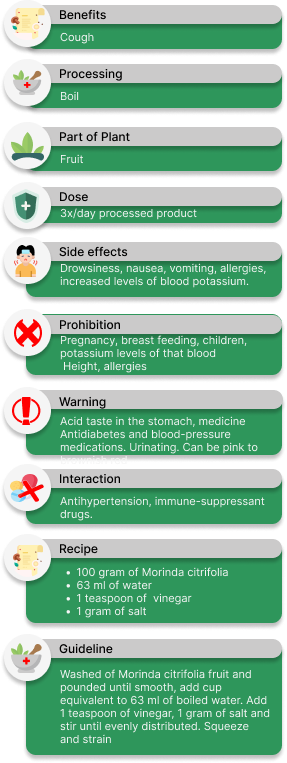 Benefits
Cough
Processing
Boil
Part of Plant
Fruit
Dose
3x/day processed product
Side effects
Drowsiness, nausea, vomiting, allergies,
increased levels of blood potassium.
Prohibition
Pregnancy, breast feeding, children,
potassium levels of that blood
Height, allergies
Warning
Acid taste in the stomach, medicine
Antidiabetes and blood-pressure
medications. Urinating. Can be pink to
Interaction
Antihypertension, immune-suppressant
drugs.
Recipe
• 100 gram of Morinda citrifolia
• 63 ml of water
• 1 teaspoon of vinegar
• 1 gram of salt
Guideline
Washed of Morinda citrifolia fruit and
pounded until smooth, add cup
equivalent to 63 ml of boiled water. Add
1 teaspoon of vinegar, 1 gram of salt and
stir until evenly distributed. Squeeze
and strain